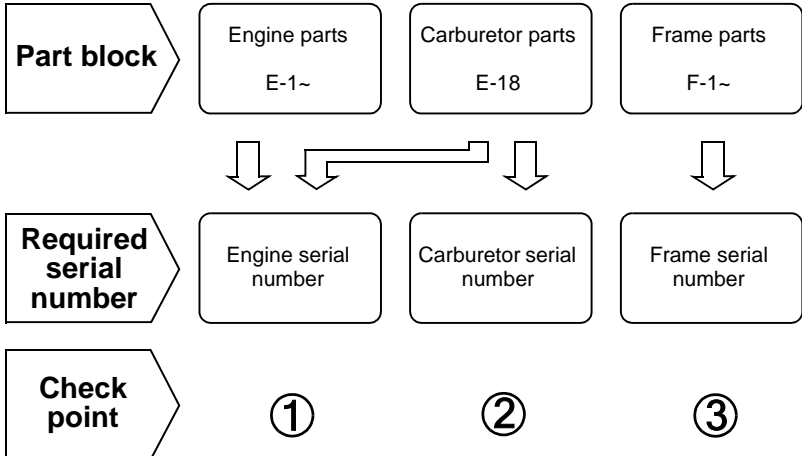 Part block
Engine parts
E-1~
Carburetor parts
E-18
Frame parts
F-1~
Required
serial
number
Engine serial
number
Carburetor serial
number
Frame serial
number
Check
point
①
②
③